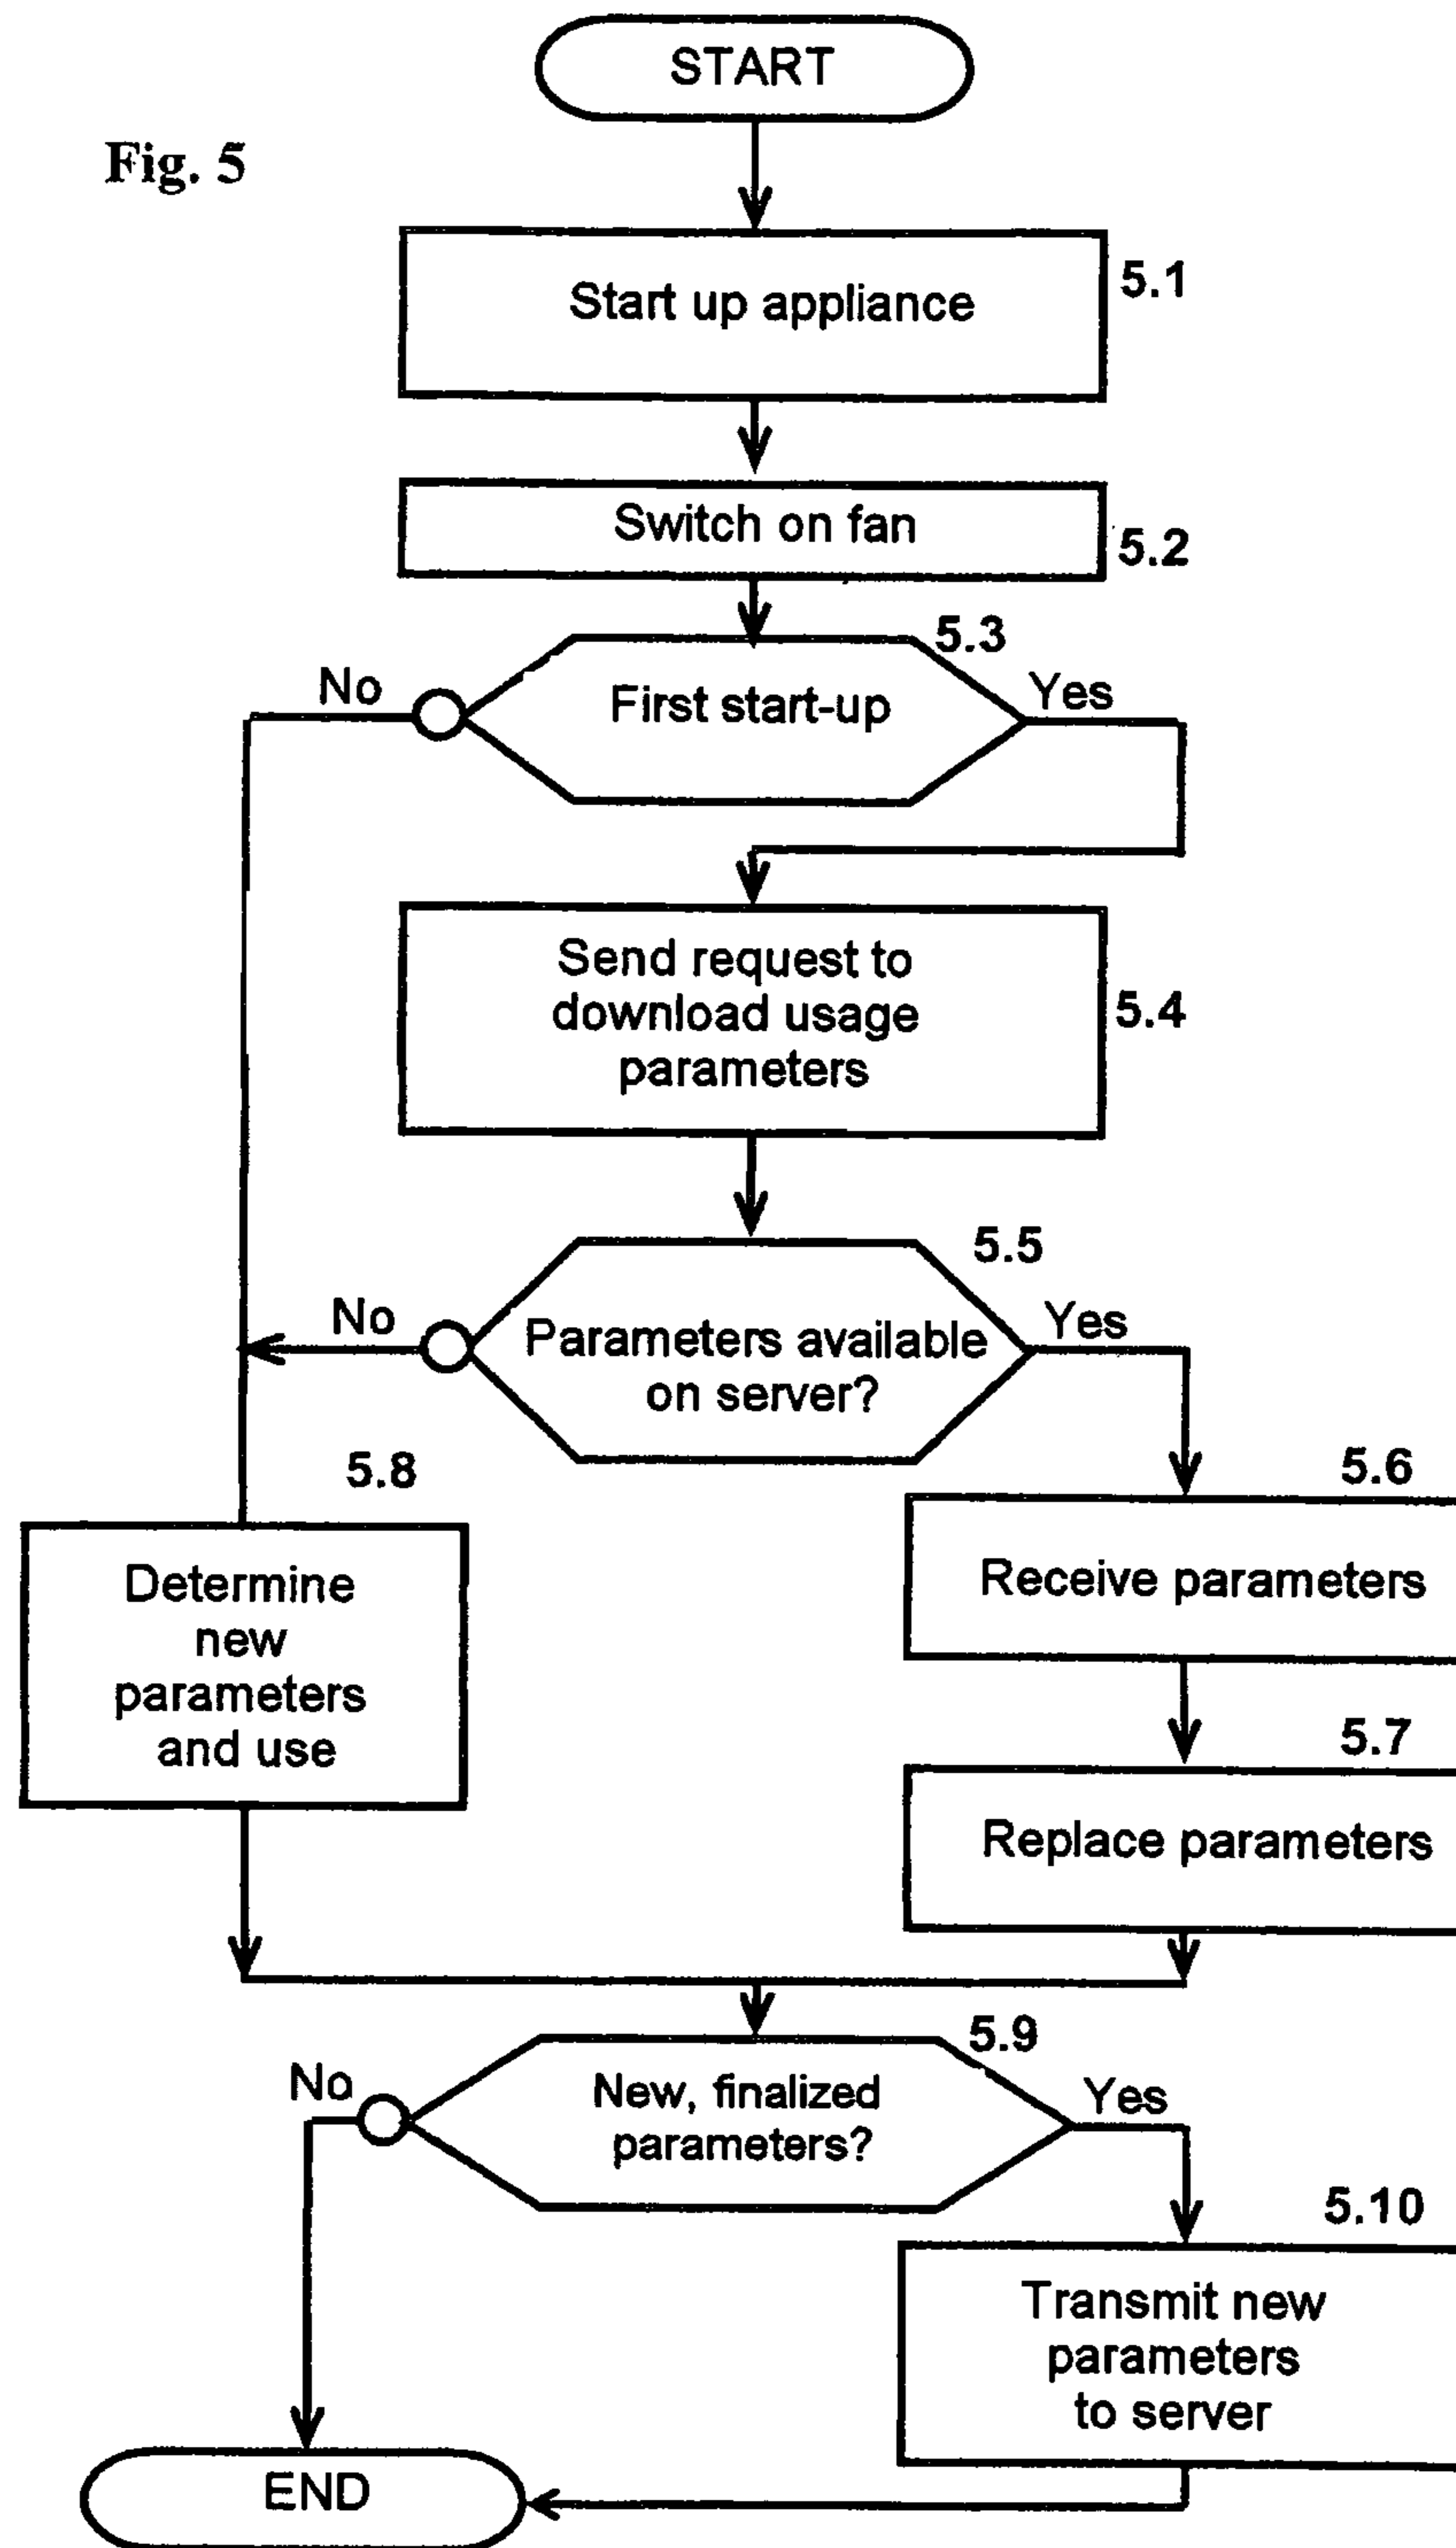 START
Fig. 5
Start up appliance
5.1
Switch on fan
5.2
5.3
No
First start-up
Yes
Send request to
download usage
parameters
5.4
5.5
No
Parameters available
on server?
Yes
5.8
5.6
Determine
new
parameters
and use
Receive parameters
5.7
Replace parameters
5.9
No
New, finalized
parameters?
Yes
5.10
Transmit new
parameters
to server
END